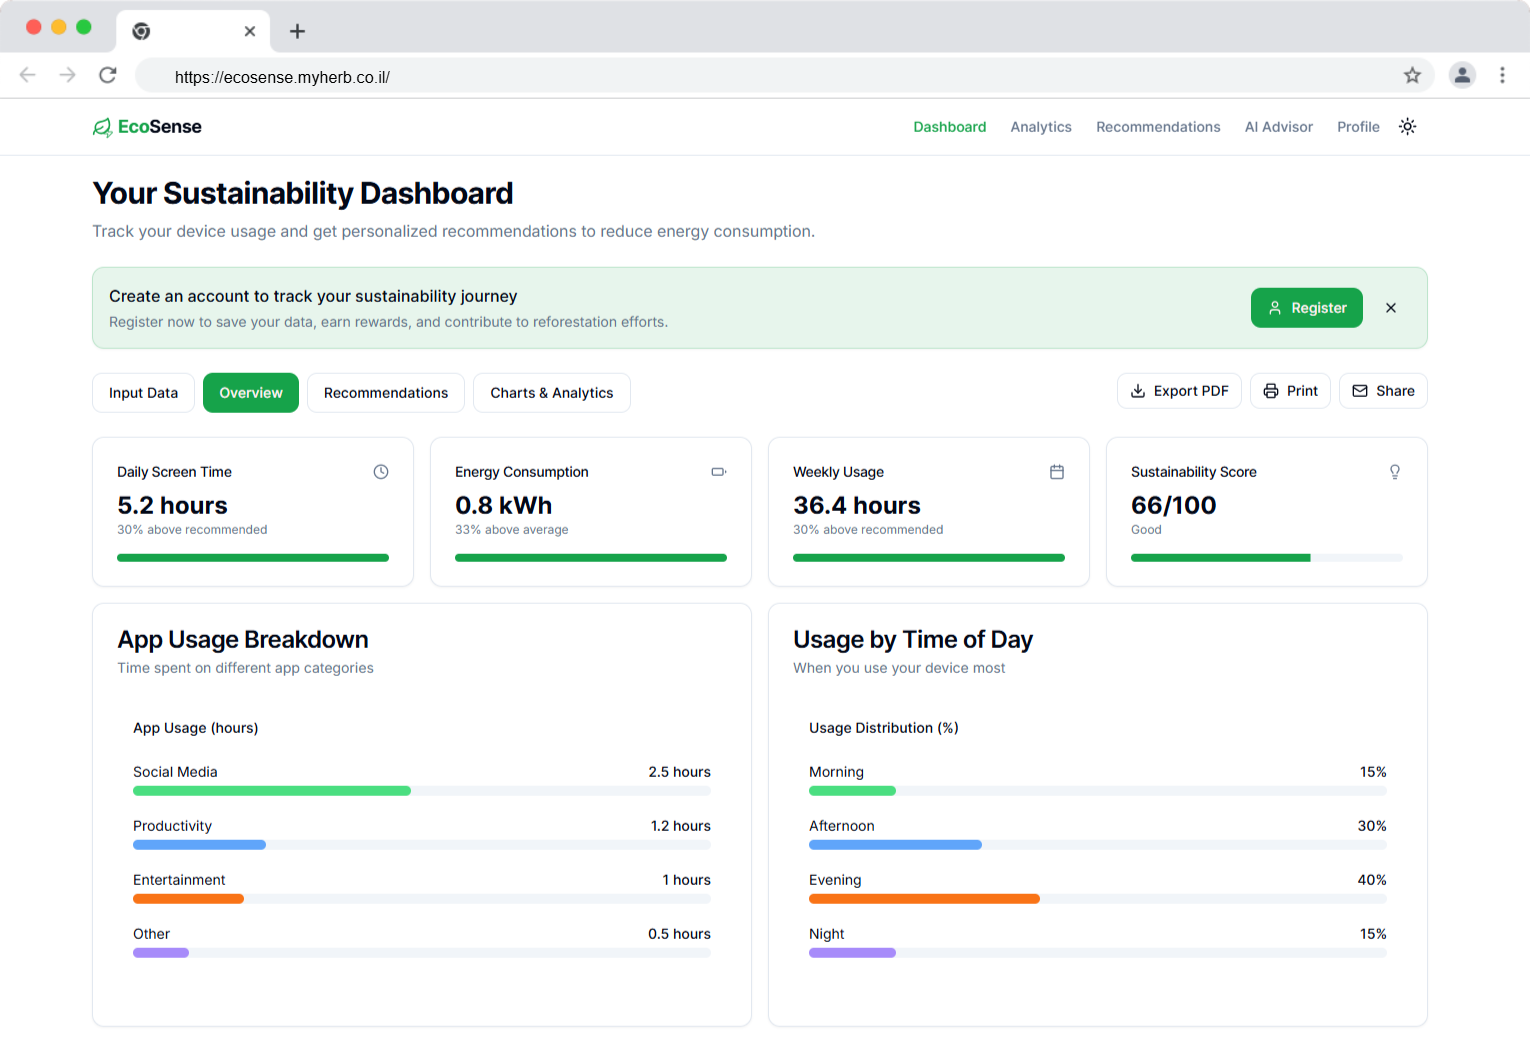 https://ecosense.myherb.co.il/
EcoSense
Dashboard
Analytics
Recommendations
AI Advisor
Profile
Your Sustainability Dashboard
Track your device usage and get personalized recommendations to reduce energy consumption.
Create an account to track your sustainability journey
Register now to save your data, earn rewards, and contribute to reforestation efforts.
Register
Input Data
Overview
Recommendations
Charts & Analytics
Export PDF
Print
Share
Daily Screen Time
5.2 hours
30% above recommended
Energy Consumption
0.8 kWh
33% above average
Weekly Usage
36.4 hours
30% above recommended
Sustainability Score
66/100
Good
App Usage Breakdown
Time spent on different app categories
App Usage (hours)
Social Media 2.5 hours
Productivity 1.2 hours
Entertainment 1 hours
Other 0.5 hours
Usage by Time of Day
When you use your device most
Usage Distribution (%)
Morning 15%
Afternoon 30%
Evening 40%
Night 15%